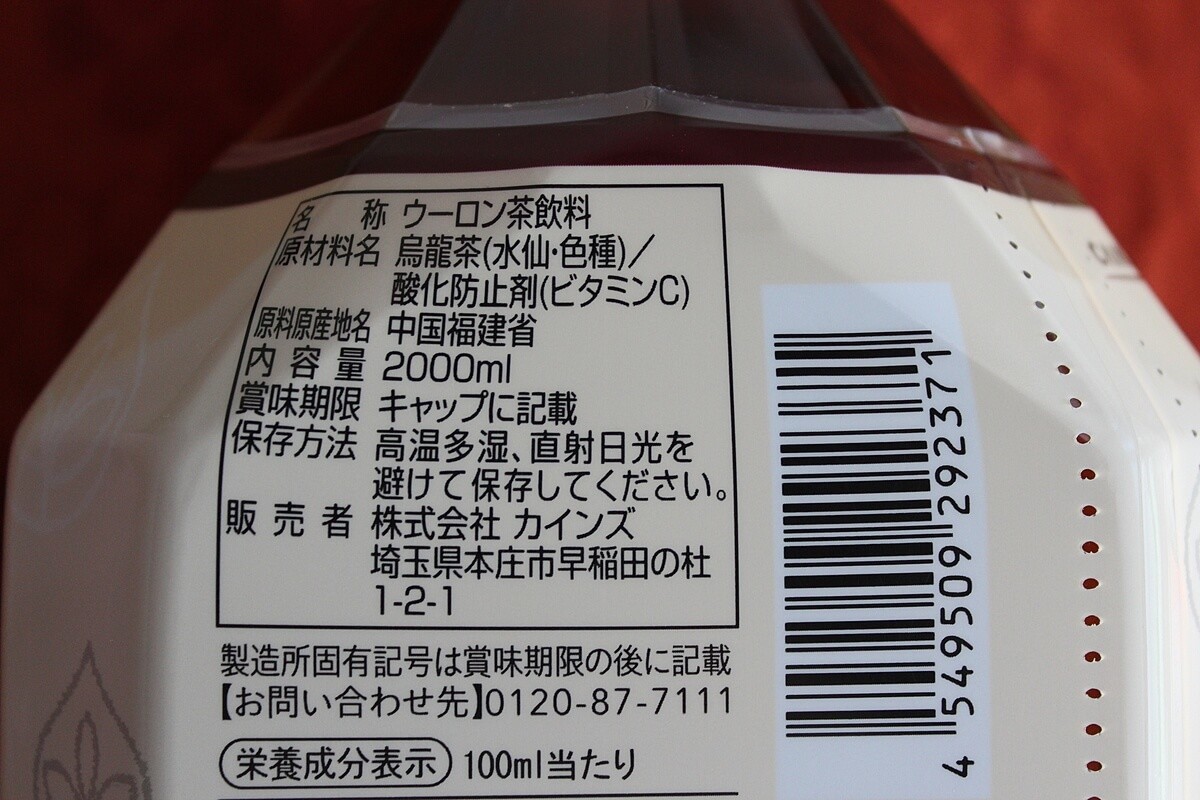 名称 ウーロン茶飲料
原材料名 烏龍茶(水仙・色種)／
酸化防止剤(ビタミンC)
原料原産地名 中国福建省
内容量 2000ml
賞味期限 キャップに記載
保存方法 高温多湿、直射日光を
避けて保存してください。
販売者 株式会社 カインズ
埼玉県本庄市早稲田の杜
1-2-1
製造所固有記号は賞味期限の後に記載
【お問い合わせ先】0120-87-7111
栄養成分表示 100ml当たり
4 549509 292371